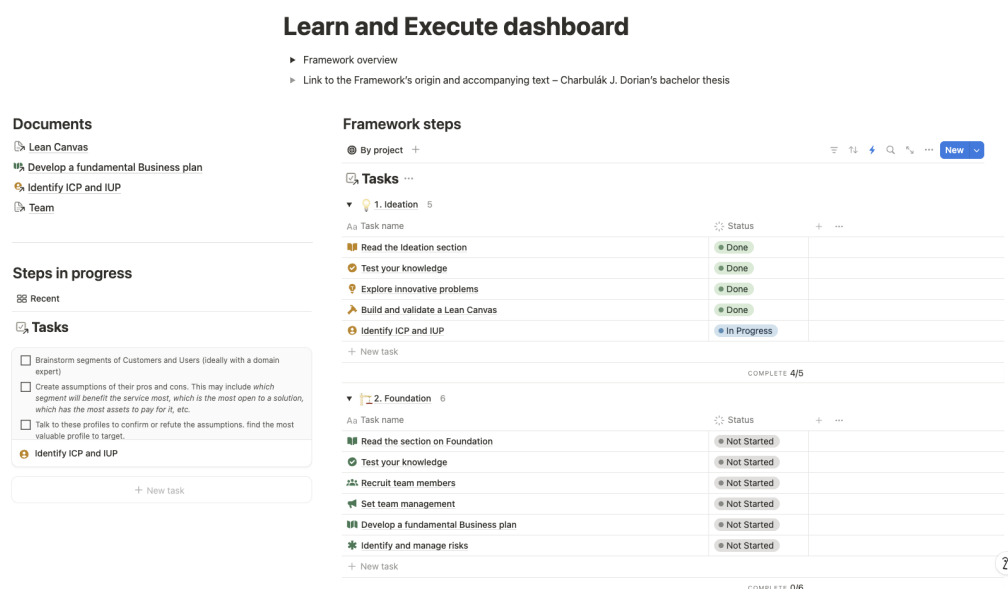 Learn and Execute dashboard
Framework overview
Link to the Framework's origin and accompanying text – Charbulák J. Dorian's bachelor thesis
Documents
Lean Canvas
Develop a fundamental Business plan
Identify ICP and IUP
Team
Steps in progress
Recent
Tasks
Brainstorm segments of Customers and Users (ideally with a domain
expert)
Create assumptions of their pros and cons. This may include which
segment will benefit the service most, which is the most open to a solution,
which has the most assets to pay for it, etc.
Talk to these profiles to confirm or refute the assumptions. find the most
valuable profile to target.
Identify ICP and IUP
+ New task
Framework steps
By project +
New
Tasks
1. Ideation 5
Aa Task name Status
Read the Ideation section Done
Test your knowledge Done
Explore innovative problems Done
Build and validate a Lean Canvas Done
Identify ICP and IUP In Progress
+ New task
COMPLETE 4/5
2. Foundation 6
Aa Task name Status
Read the section on Foundation Not Started
Test your knowledge Not Started
Recruit team members Not Started
Set team management Not Started
Develop a fundamental Business plan Not Started
Identify and manage risks Not Started
+ New task
COMPLETE 0/6